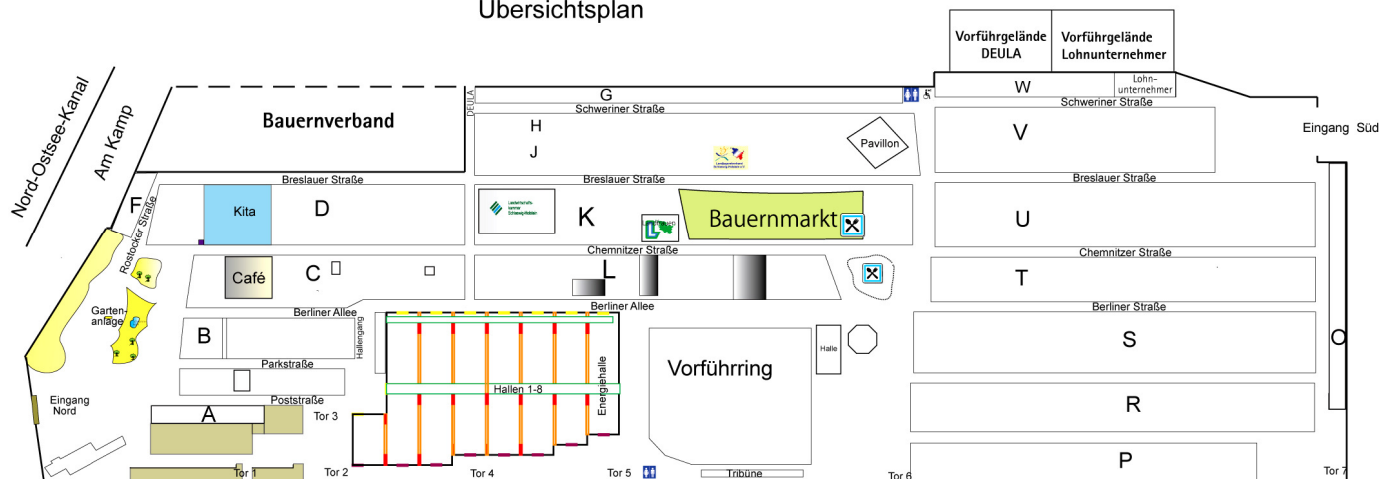 Übersichtsplan
Vorführgelände
DEULA
Vorführgelände
Lohnunternehmer
Nord-Ostsee-Kanal
Am Kamp
Bauernverband
DEULA
G
W
Lohn-
unternehmer
Schweriner Straße
Schweriner Straße
H
J
Pavillon
V
Eingang Süd
Breslauer Straße
Breslauer Straße
Breslauer Straße
F
Rostocker Straße
Kita
D
K
Bauernmarkt
U
Chemnitzer Straße
Chemnitzer Straße
Café
C
L
T
Berliner Allee
Berliner Allee
Berliner Straße
Garten-
anlage
B
Hallengang
Energiehalle
Halle
S
O
Parkstraße
Vorführring
Hallen 1-8
Poststraße
Eingang
Nord
A
Tor 3
R
P
Tor 1
Tor 2
Tor 4
Tor 5
Tribüne
Tor 6
Tor 7